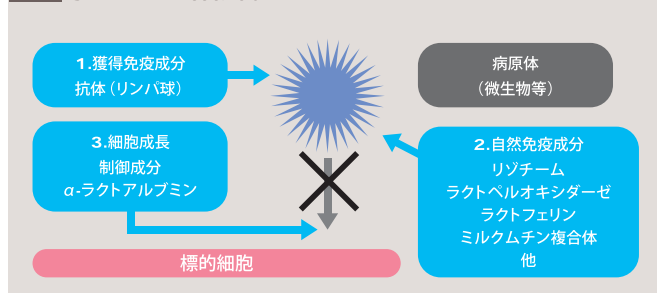 1.獲得免疫成分
抗体（リンパ球）
病原体
（微生物等）
3.細胞成長
制御成分
α-ラクトアルブミン
2.自然免疫成分
リゾチーム
ラクトペルオキシダーゼ
ラクトフェリン
ミルクムチン複合体
他
標的細胞